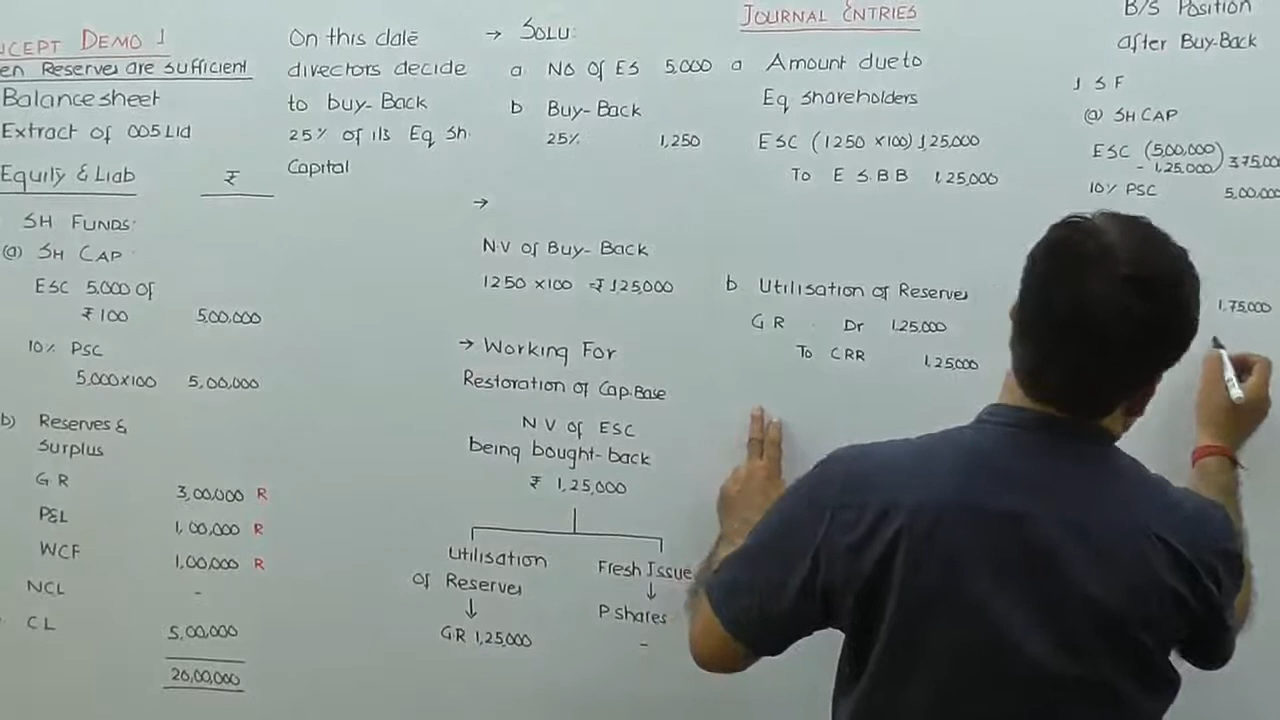 NCEPT DEMO 1
en Reserves are Sufficient
Balance sheet
Extract of 005 Ltd
Equity & Liab ₹
SH FUNDS:
(a) SH CAP
ESC 5,000 of
₹ 100 5,00,000
10% PSC
5,000×100 5,00,000
b) Reserves &
Surplus
G.R 3,00,000 R
P&L 1,00,000 R
WCF 1,00,000 R
NCL -
CL 5,00,000
20,00,000
On this date
directors decide
to buy-Back
25% of its Eq Sh.
Capital
→ SOLU:
a No of ES 5,000
b Buy-Back
25% 1,250
→
N.V of Buy-Back
1250 ×100 = ₹ 1,25,000
→ Working For
Restoration of Cap.Base
N V of ESC
being bought-back
₹ 1,25,000
Utilisation
of Reserves
↓
GR 1,25,000
Fresh Issue
↓
P shares
-
JOURNAL ENTRIES
a Amount due to
Eq shareholders
ESC (1250 ×100) 1,25,000
To E S.B B 1,25,000
b Utilisation of Reserves
G R Dr 1,25,000
To CRR 1,25,000
B/S Position
after Buy-Back
1 S F
(a) SH CAP
ESC (5,00,000)
- 1,25,000) 3,75,000
10% PSC 5,00,000
1,75,000